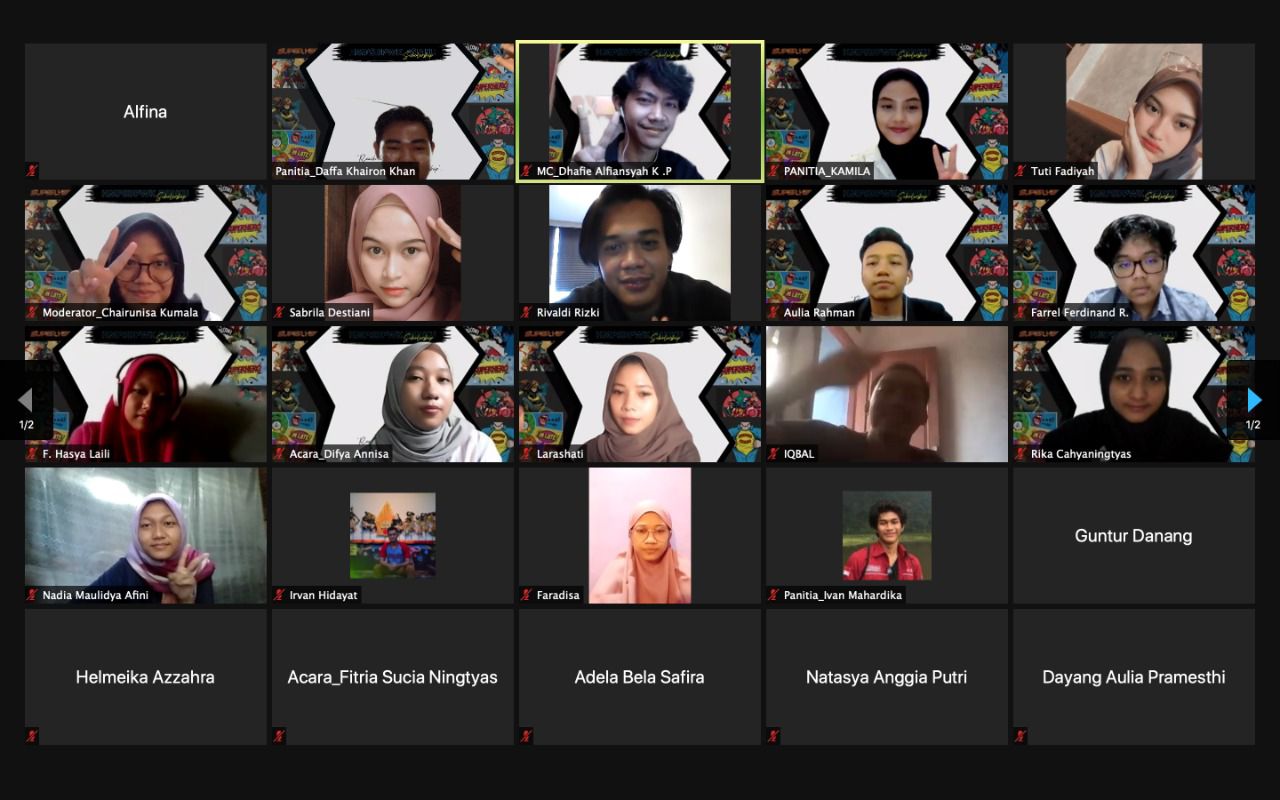 Alfina
Panitia_Daffa Khairon Khan
MC_Dhafie Alfiansyah K .P
PANITIA_KAMILA
Tuti Fadiyah
Moderator_Chairunisa Kumala
Sabrila Destiani
Rivaldi Rizki
Aulia Rahman
Farrel Ferdinand R.
F. Hasya Laili
Acara_Difya Annisa
Larashati
IQBAL
Rika Cahyaningtyas
1/2
1/2
Nadia Maulidya Afini
Irvan Hidayat
Faradisa
Panitia_Ivan Mahardika
Guntur Danang
Helmeika Azzahra
Acara_Fitria Sucia Ningtyas
Adela Bela Safira
Natasya Anggia Putri
Dayang Aulia Pramesthi
Scholarship
SUPERHERO